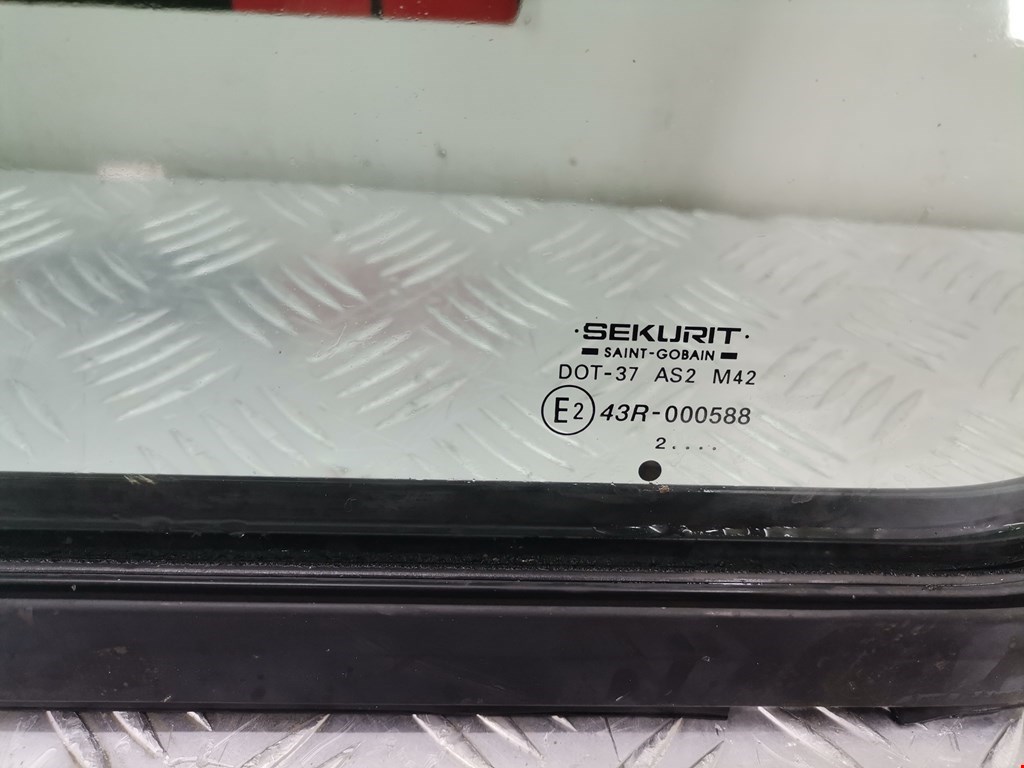 ·SEKURIT·
SAINT-GOBAIN
DOT-37 AS2 M42
E2 43R-000588
2....